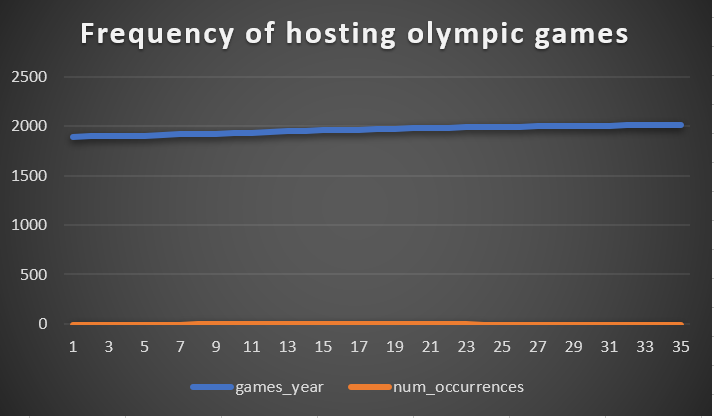 Frequency of hosting olympic games
2500
2000
1500
1000
500
0
1 3 5 7 9 11 13 15 17 19 21 23 25 27 29 31 33 35
games_year num_occurrences